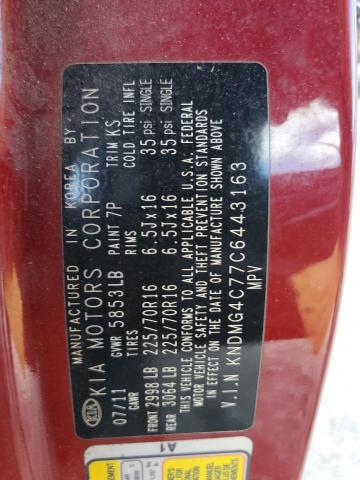 MANUFACTURED BY
IN KOREA BY
KIA KIA MOTORS CORPORATION
07/11 GVWR 5853LB PAINT 7P TRIM KS
GAWR TIRES RIMS COLD TIRE INFL
FRONT 2998 LB 225/70R16 6.5Jx16 35 psi SINGLE
REAR 3064 LB 225/70R16 6.5Jx16 35 psi SINGLE
THIS VEHICLE CONFORMS TO ALL APPLICABLE U.S.A. FEDERAL
MOTOR VEHICLE SAFETY AND THEFT PREVENTION STANDARDS
IN EFFECT ON THE DATE OF MANUFACTURE SHOWN ABOVE
V.I.N KNDMG4C77C6443163
MPV
A1